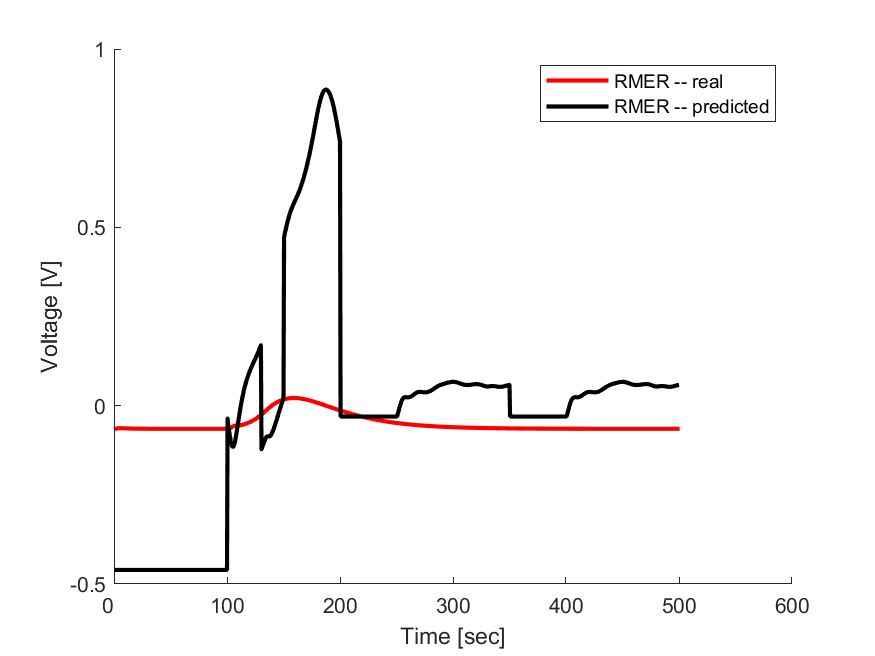 1
0.5
0
-0.5
Voltage [V]
RMER -- real
RMER -- predicted
0 100 200 300 400 500 600
Time [sec]